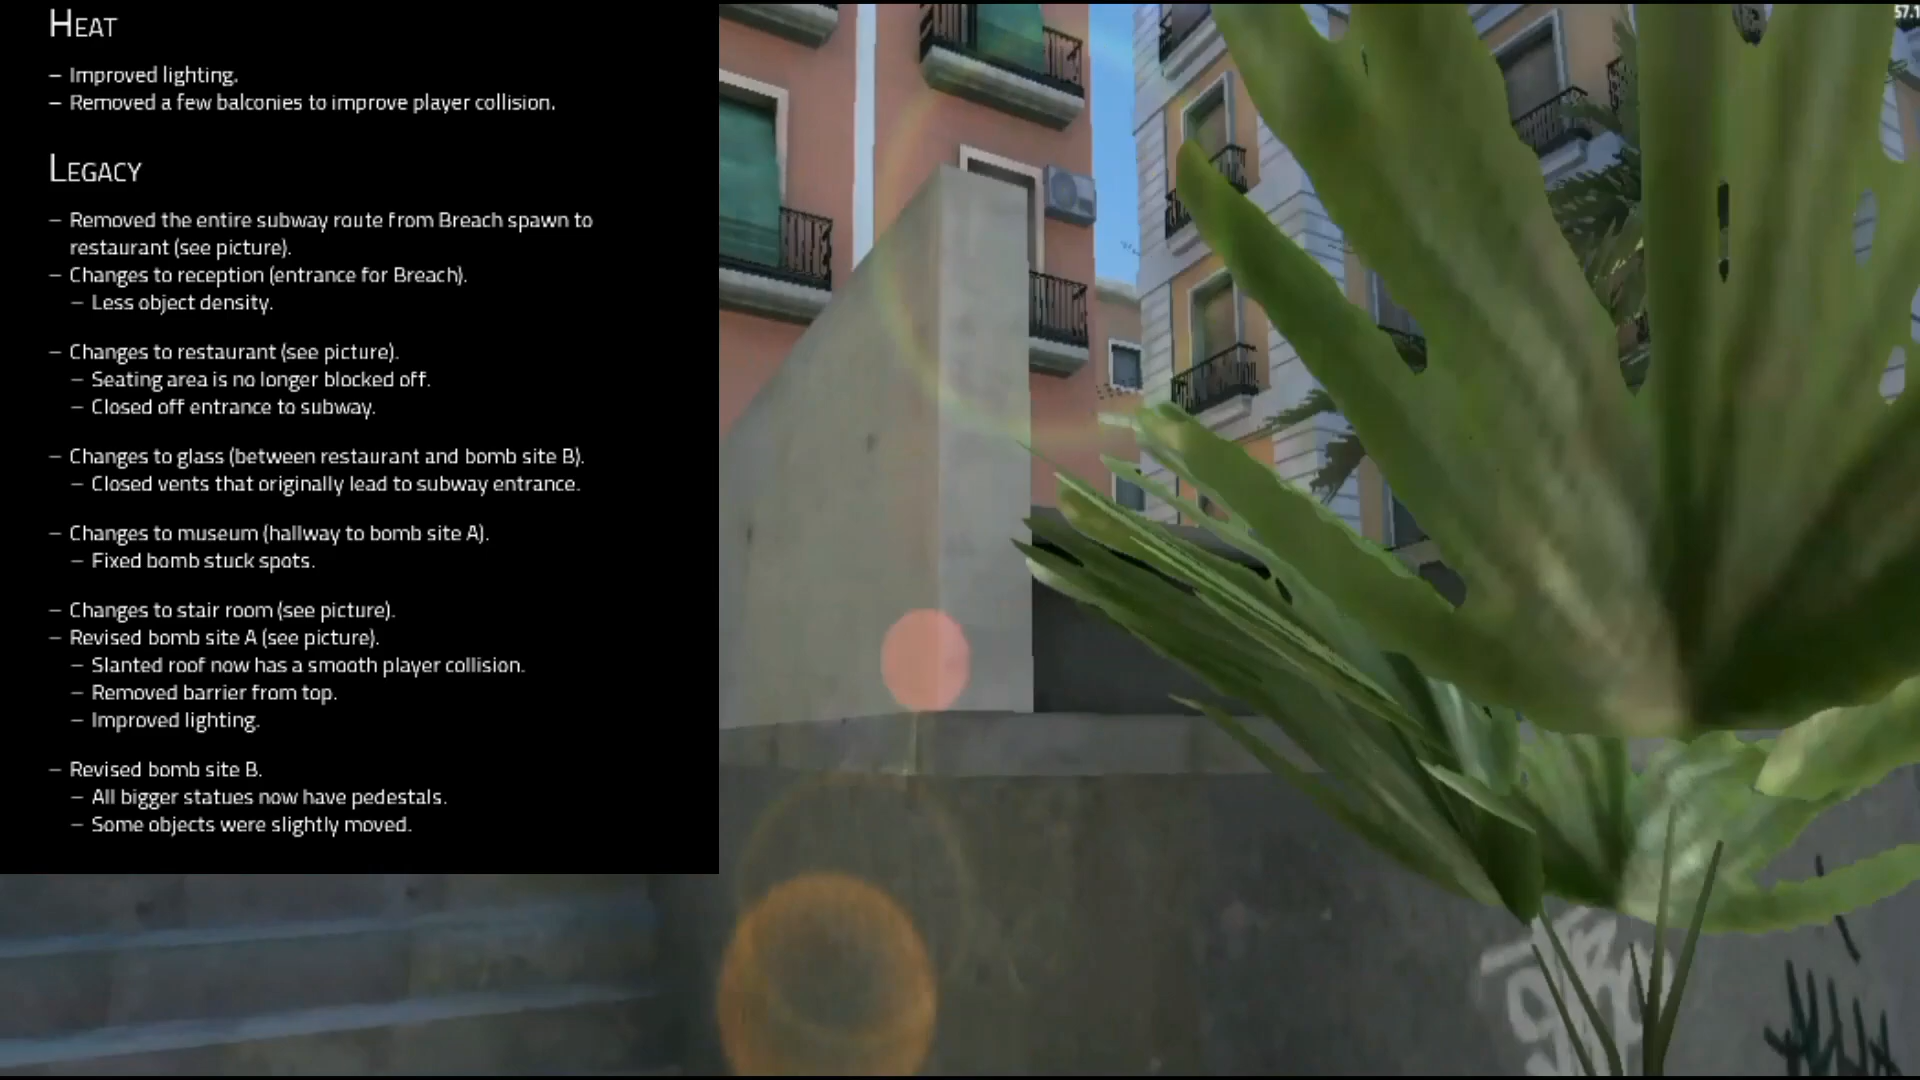 HEAT
– Improved lighting.
– Removed a few balconies to improve player collision.
LEGACY
– Removed the entire subway route from Breach spawn to
restaurant (see picture).
– Changes to reception (entrance for Breach).
– Less object density.
– Changes to restaurant (see picture).
– Seating area is no longer blocked off.
– Closed off entrance to subway.
– Changes to glass (between restaurant and bomb site B).
– Closed vents that originally lead to subway entrance.
– Changes to museum (hallway to bomb site A).
– Fixed bomb stuck spots.
– Changes to stair room (see picture).
– Revised bomb site A (see picture).
– Slanted roof now has a smooth player collision.
– Removed barrier from top.
– Improved lighting.
– Revised bomb site B.
– All bigger statues now have pedestals.
– Some objects were slightly moved.